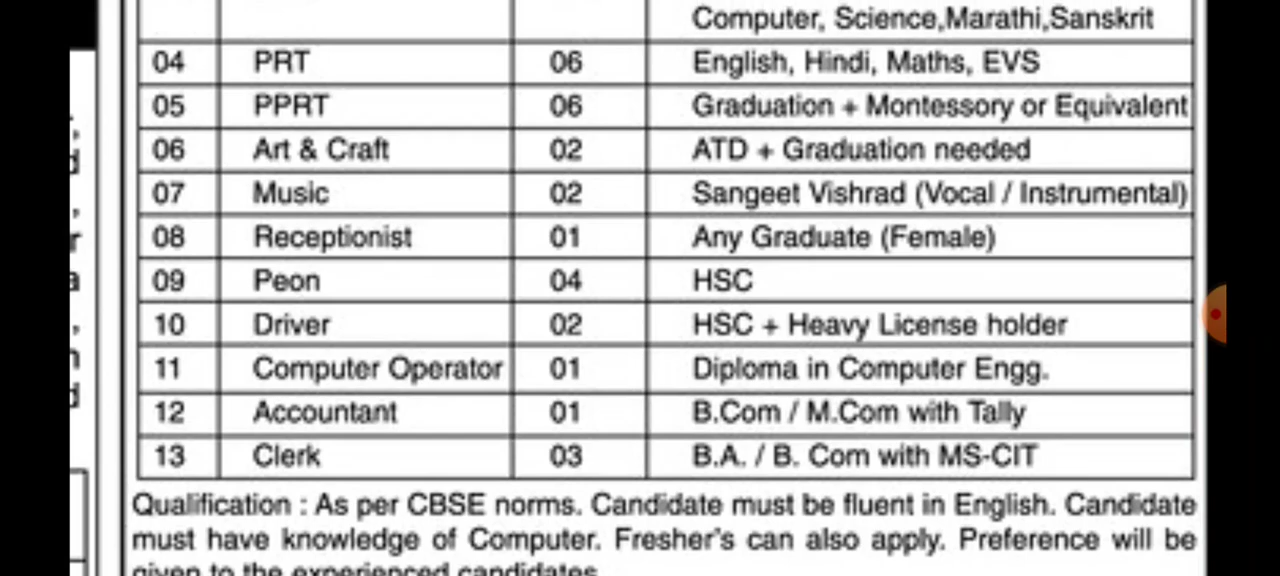 Computer, Science,Marathi,Sanskrit
04 PRT 06 English, Hindi, Maths, EVS
05 PPRT 06 Graduation + Montessory or Equivalent
06 Art & Craft 02 ATD + Graduation needed
07 Music 02 Sangeet Vishrad (Vocal / Instrumental)
08 Receptionist 01 Any Graduate (Female)
09 Peon 04 HSC
10 Driver 02 HSC + Heavy License holder
11 Computer Operator 01 Diploma in Computer Engg.
12 Accountant 01 B.Com / M.Com with Tally
13 Clerk 03 B.A. / B. Com with MS-CIT
Qualification : As per CBSE norms. Candidate must be fluent in English. Candidate
must have knowledge of Computer. Fresher's can also apply. Preference will be
given to the experienced candidates.